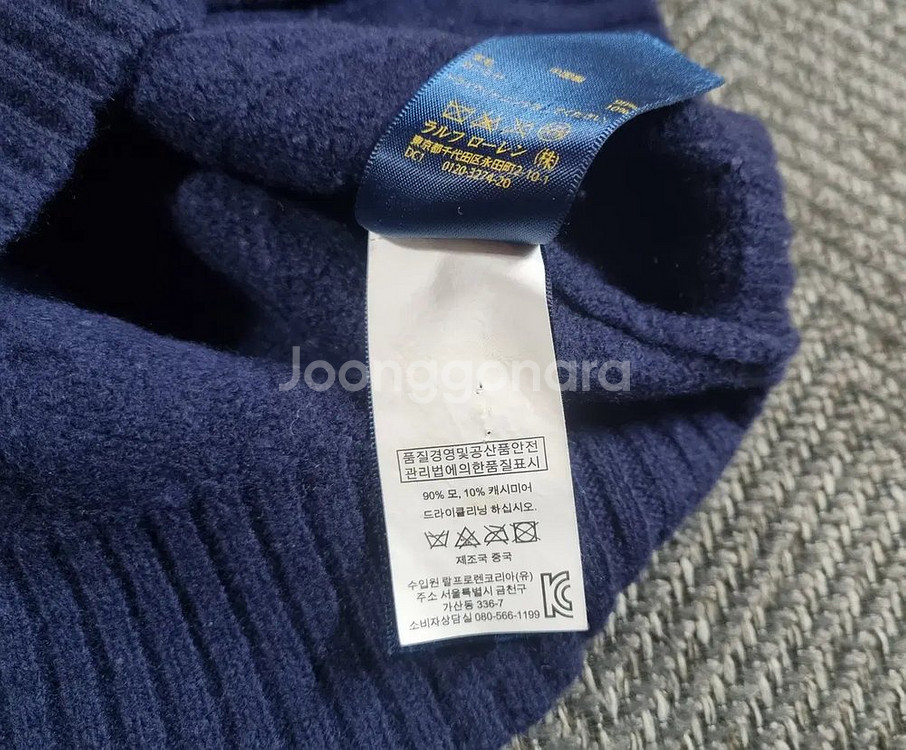 ラルフ ローレン (株)
東京都千代田区永田町2-10-1
DC1 0120-3274-20
Joonggonara
품질경영및공산품안전
관리법에의한품질표시
90% 모, 10% 캐시미어
드라이클리닝 하십시오.
제조국 중국
수입원 랄프로렌코리아(유)
주소 서울특별시 금천구
가산동 336-7
소비자상담실 080-566-1199